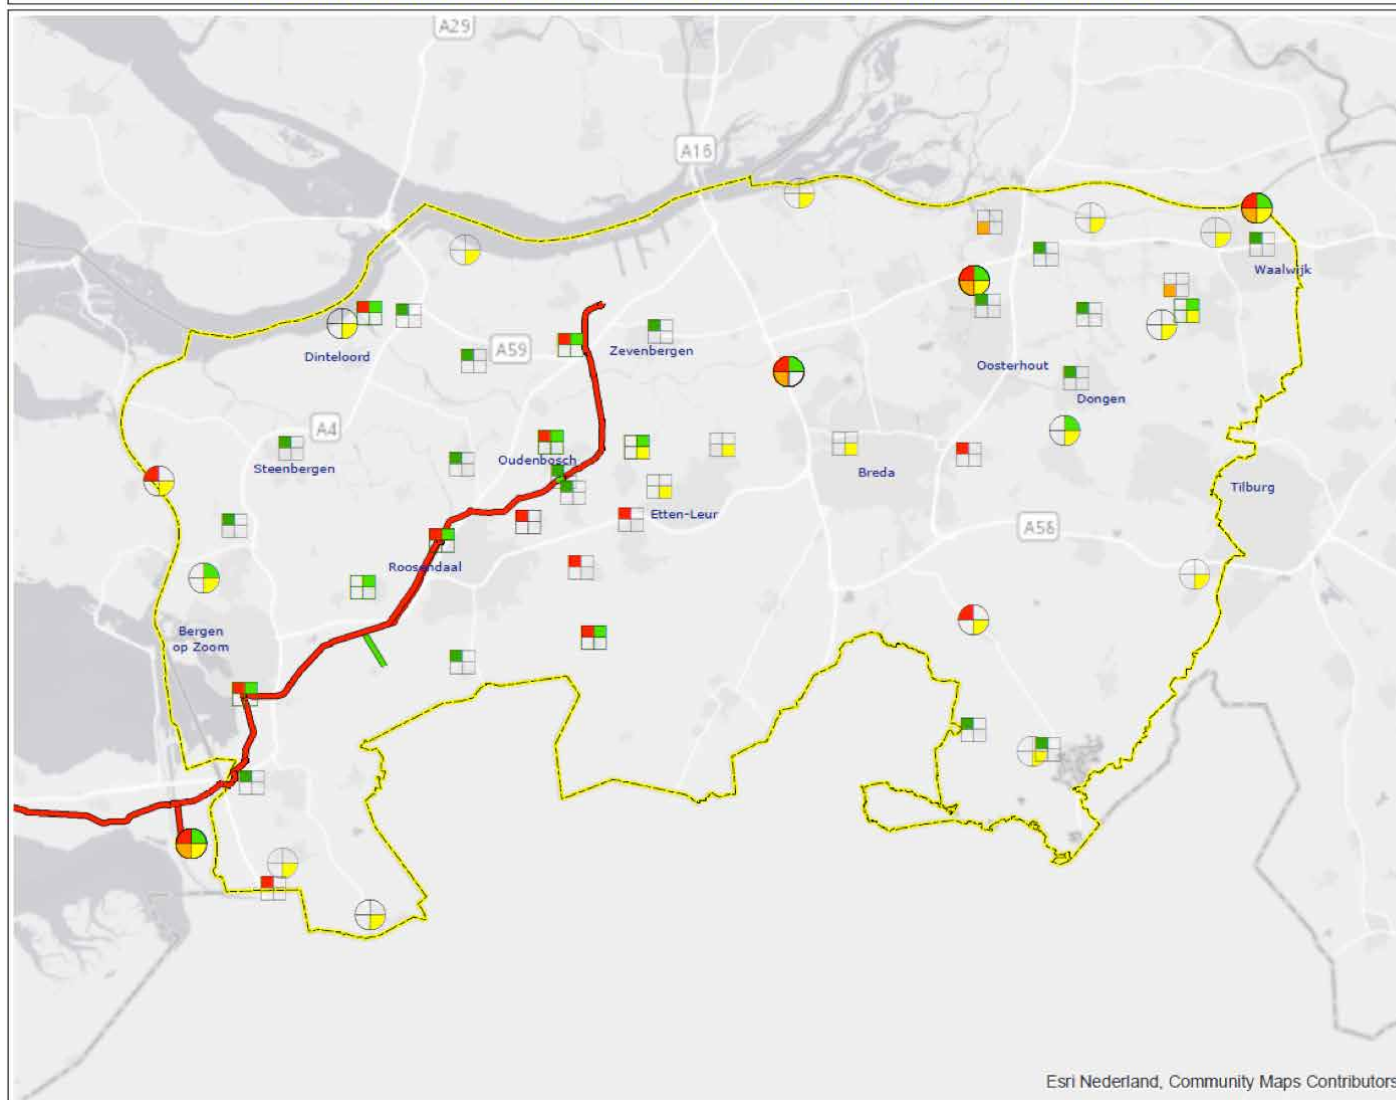 A29
A16
Waalwijk
Dinteloord
A59
Zevenbergen
Oosterhout
Dongen
A4
Steenbergen
Oudenbosch
Breda
Tilburg
Etten-Leur
A58
Roosendaal
Bergen
op Zoom
Esri Nederland, Community Maps Contributors